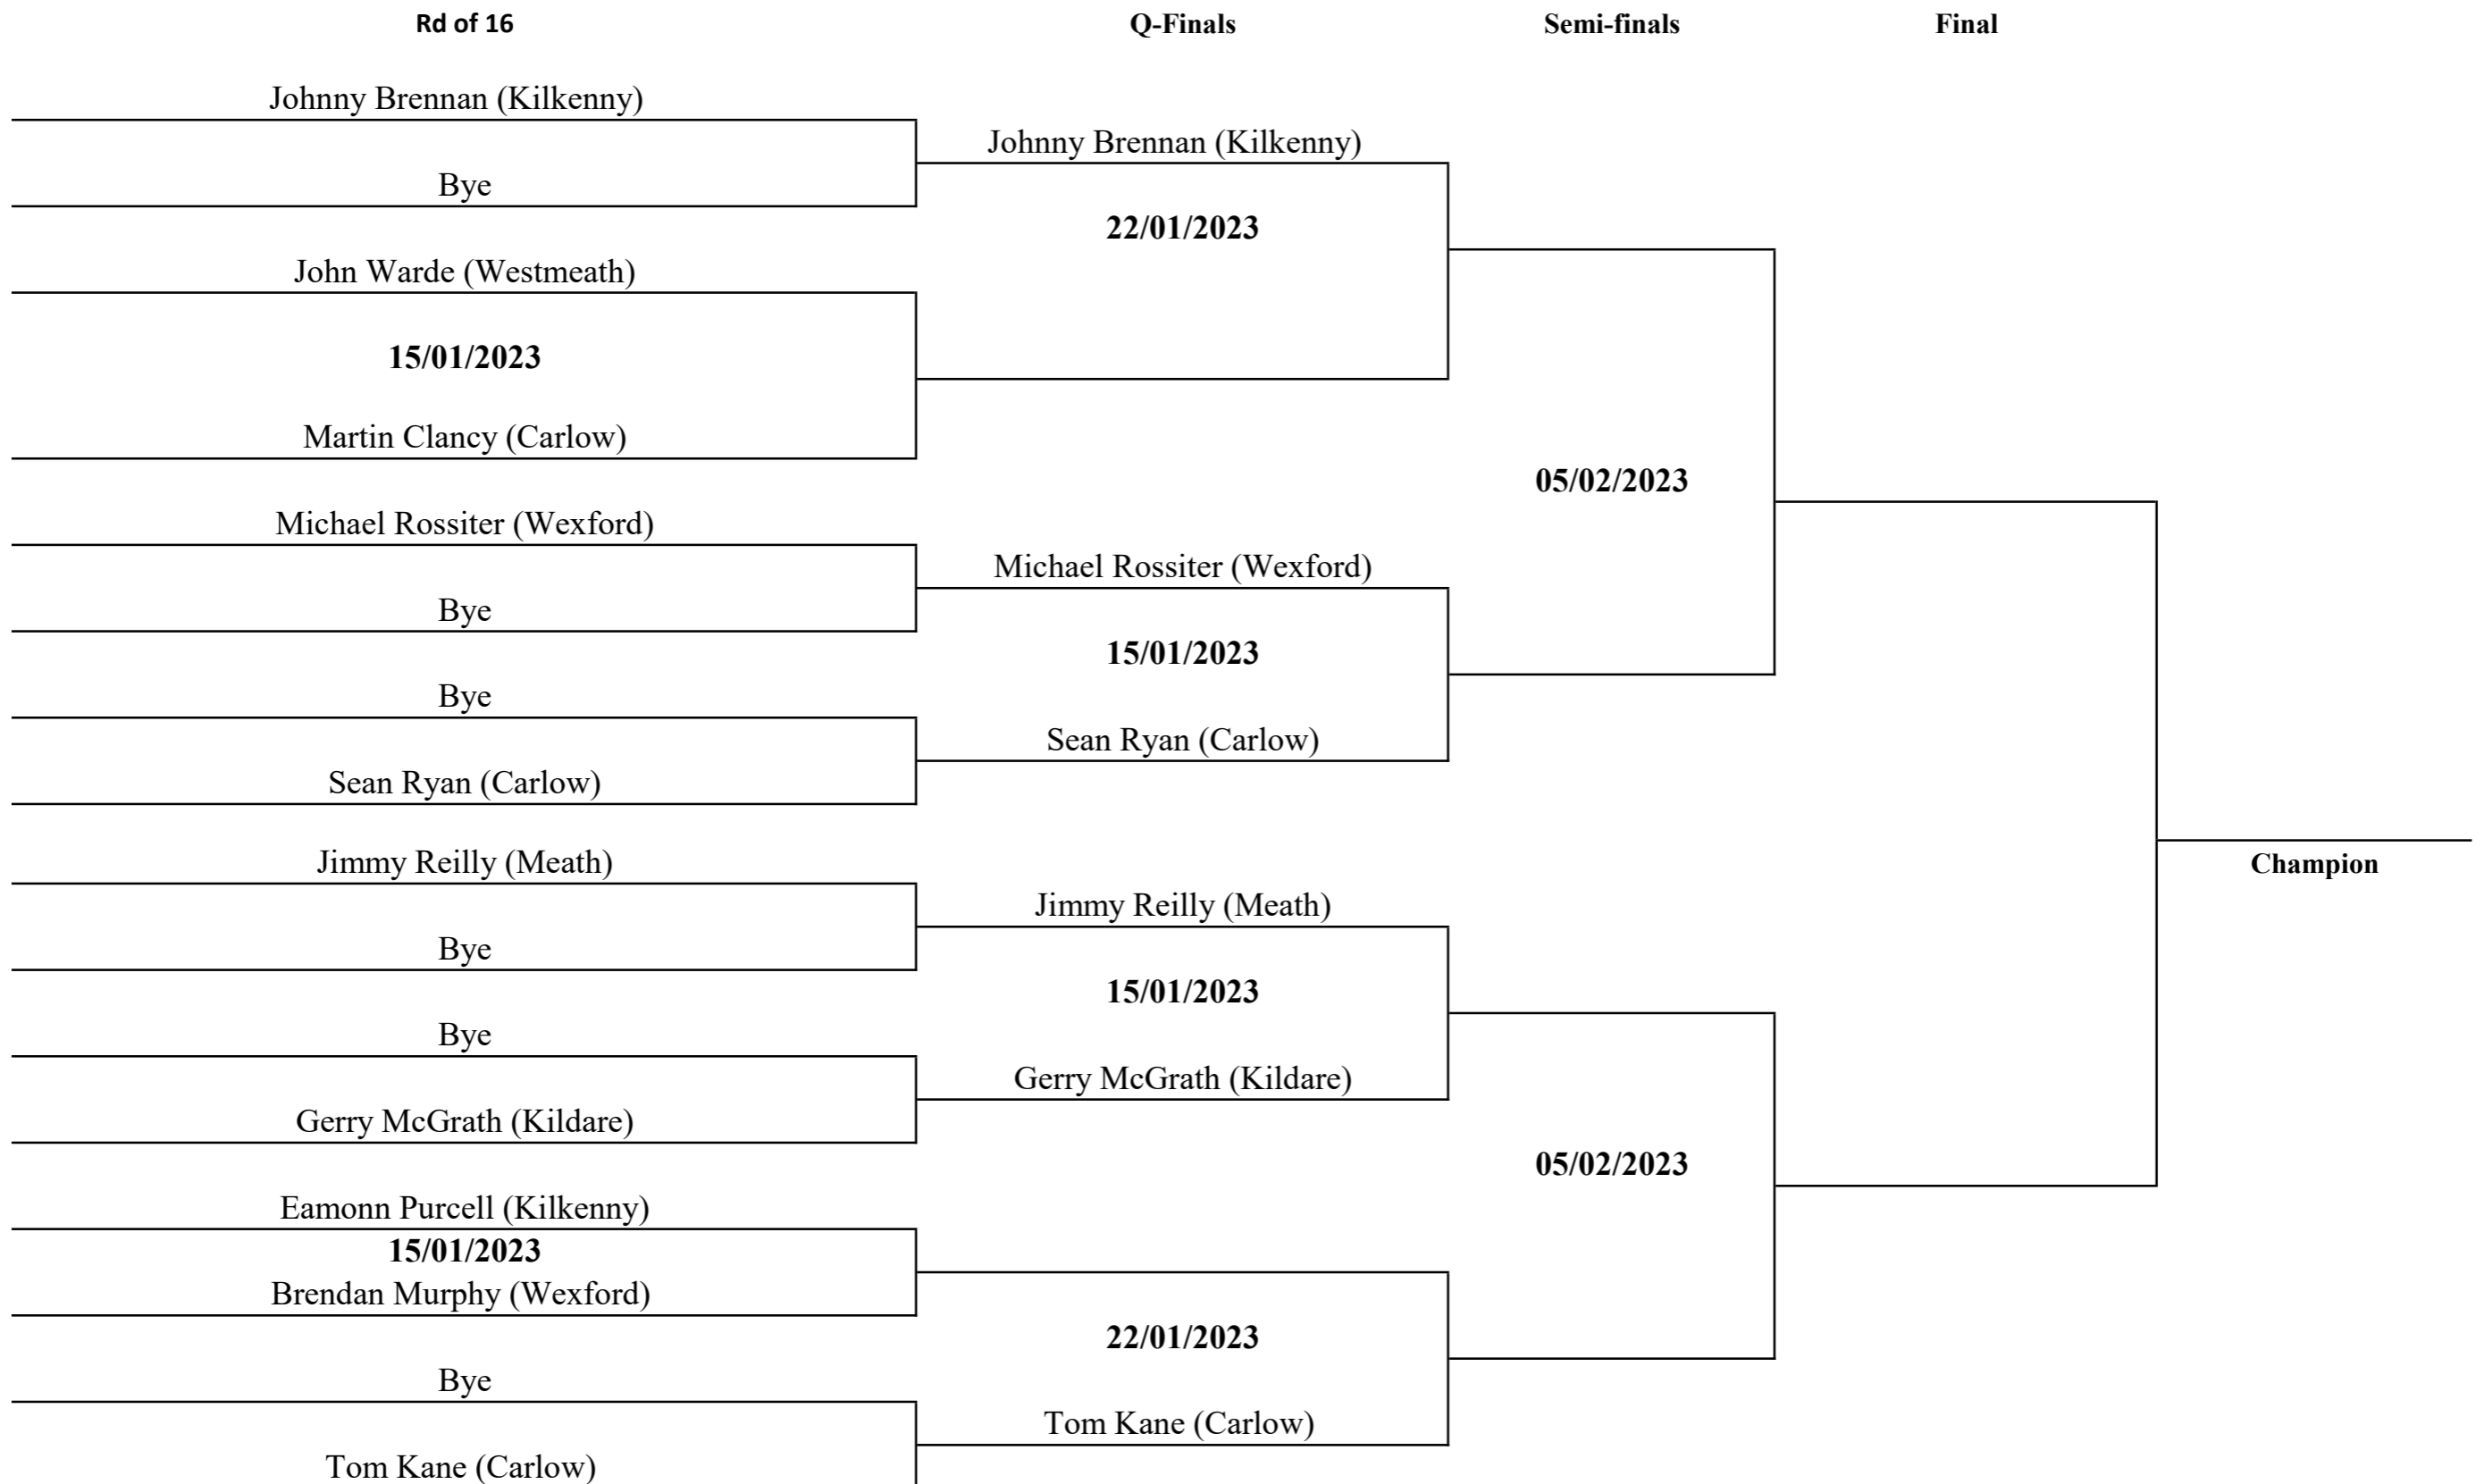 Rd of 16 Q-Finals Semi-finals Final
Johnny Brennan (Kilkenny)
Johnny Brennan (Kilkenny)
Bye
22/01/2023
John Warde (Westmeath)
15/01/2023
Martin Clancy (Carlow)
05/02/2023
Michael Rossiter (Wexford)
Michael Rossiter (Wexford)
Bye
15/01/2023
Bye
Sean Ryan (Carlow)
Sean Ryan (Carlow)
Jimmy Reilly (Meath)
Champion
Jimmy Reilly (Meath)
Bye
15/01/2023
Bye
Gerry McGrath (Kildare)
Gerry McGrath (Kildare)
05/02/2023
Eamonn Purcell (Kilkenny)
15/01/2023
Brendan Murphy (Wexford)
22/01/2023
Bye
Tom Kane (Carlow)
Tom Kane (Carlow)